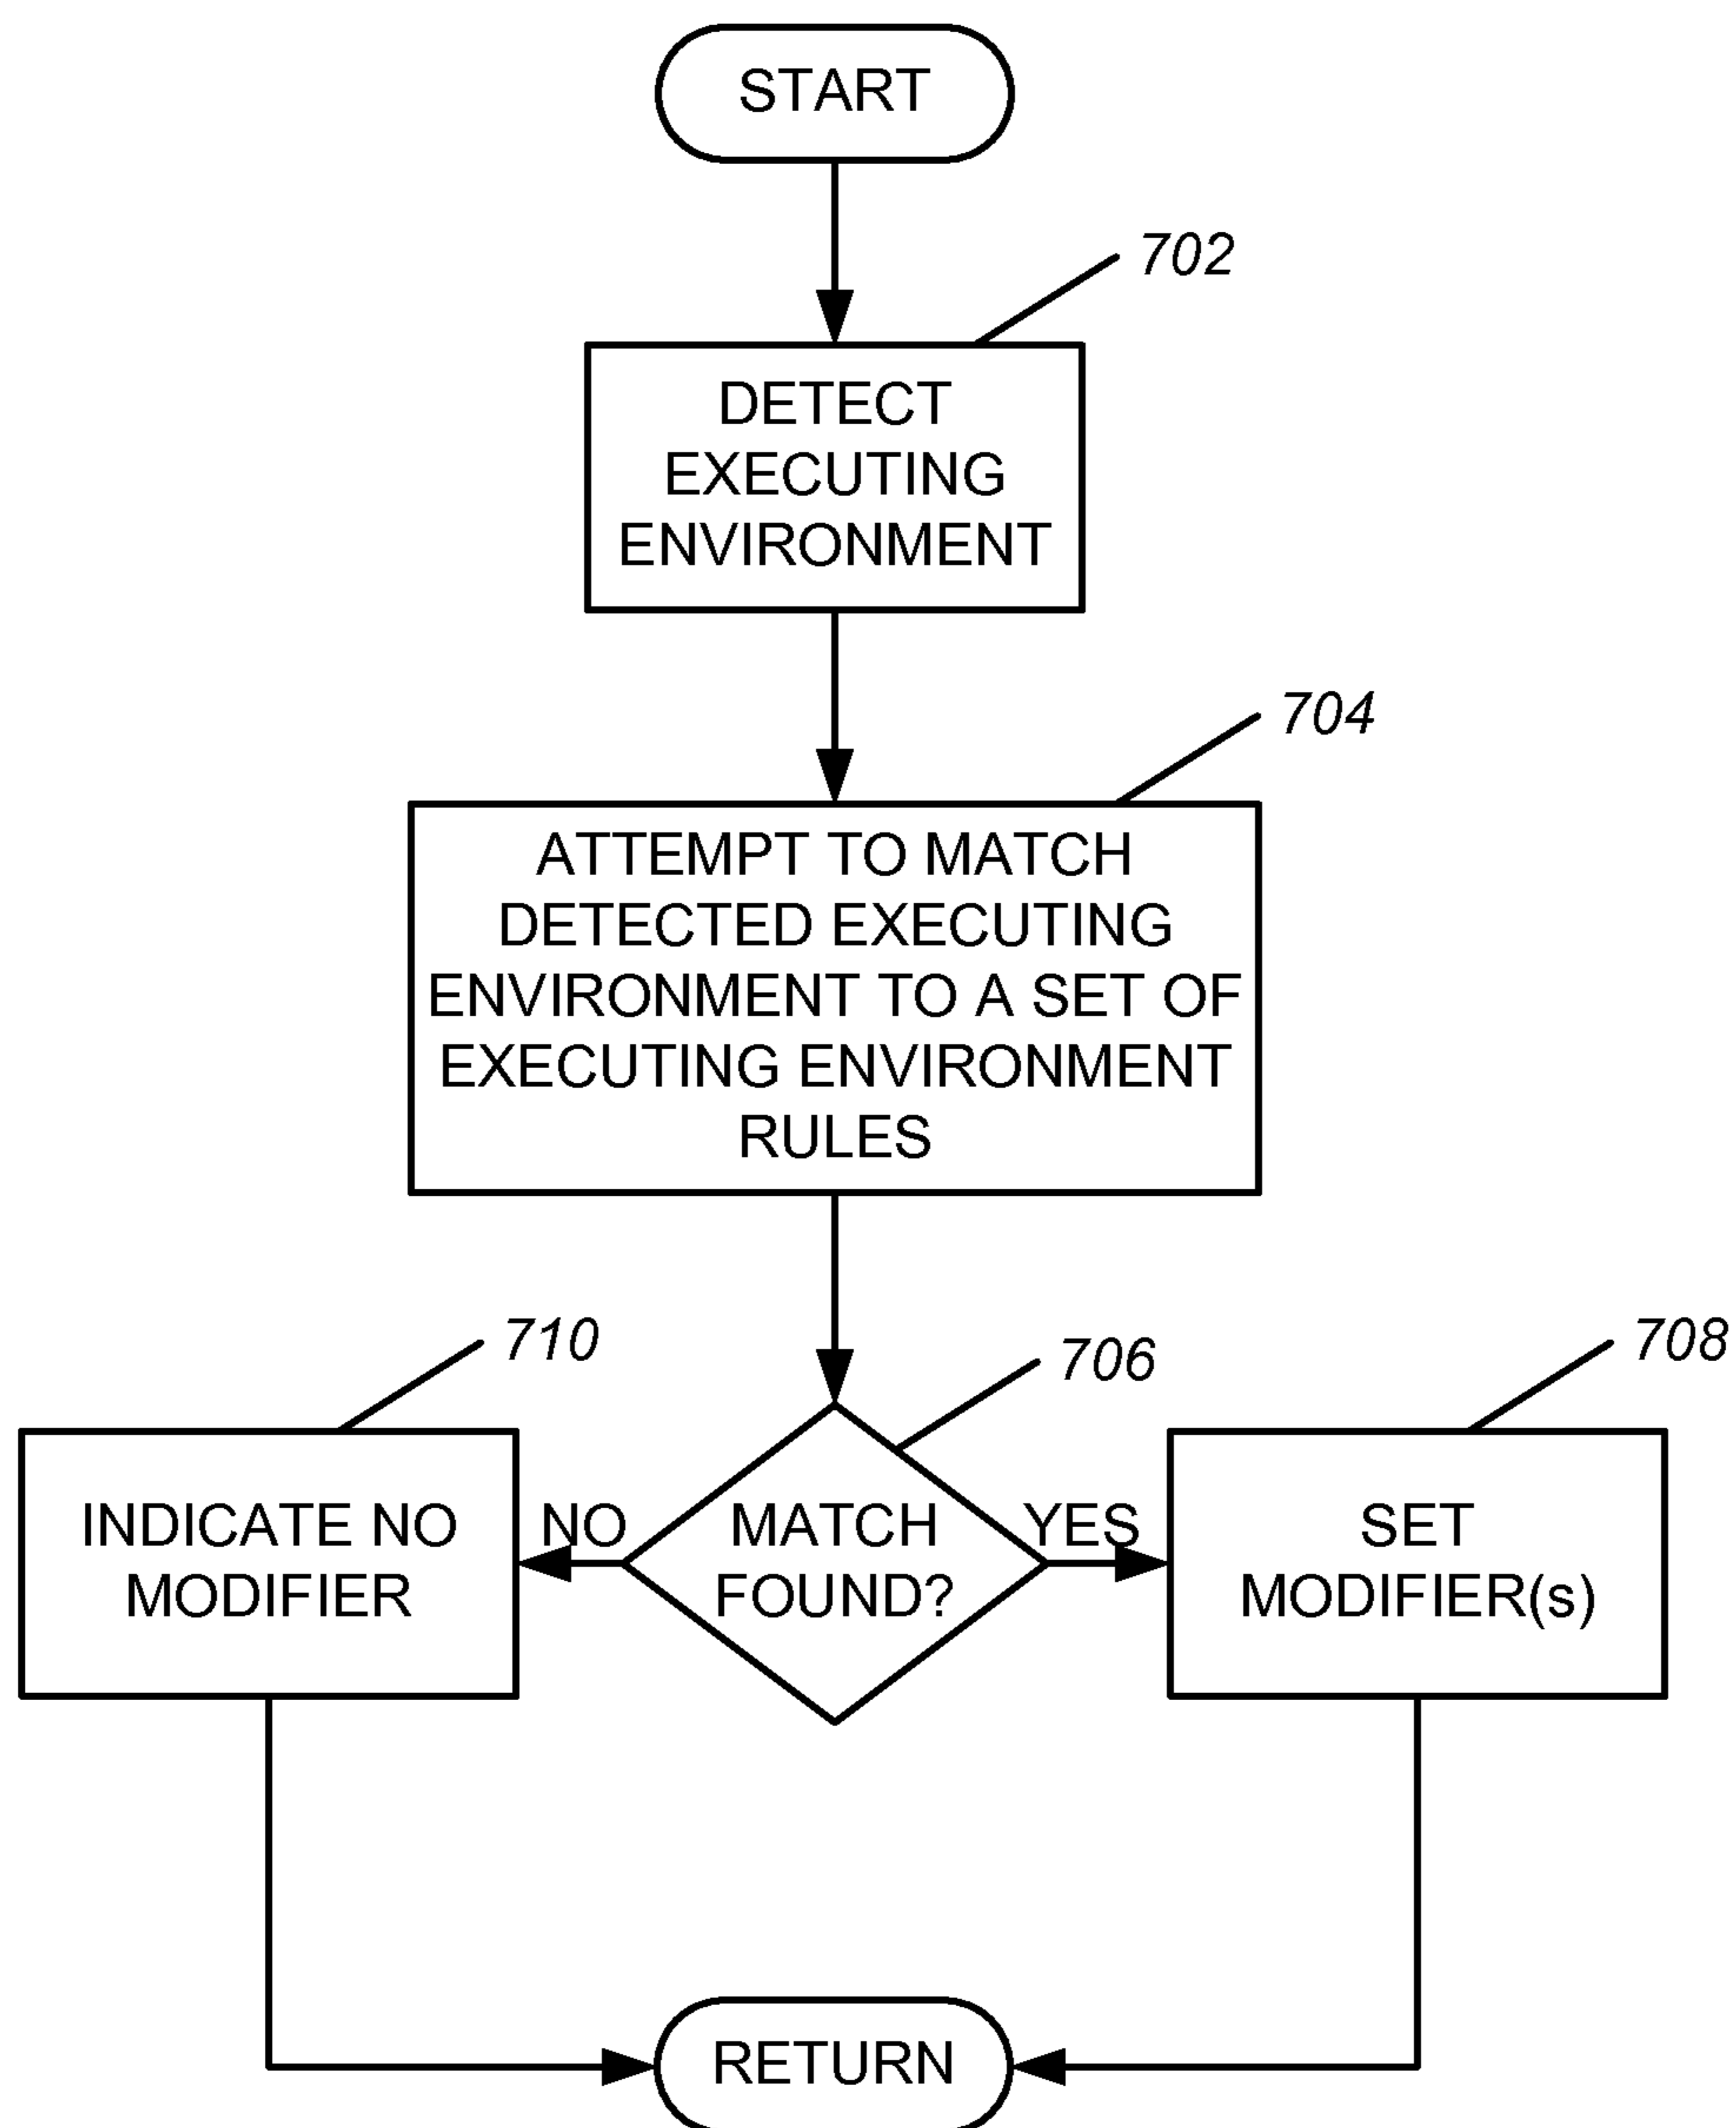 START
702
DETECT
EXECUTING
ENVIRONMENT
704
ATTEMPT TO MATCH
DETECTED EXECUTING
ENVIRONMENT TO A SET OF
EXECUTING ENVIRONMENT
RULES
710
706
708
INDICATE NO
MODIFIER
NO
MATCH
FOUND?
YES
SET
MODIFIER(s)
RETURN